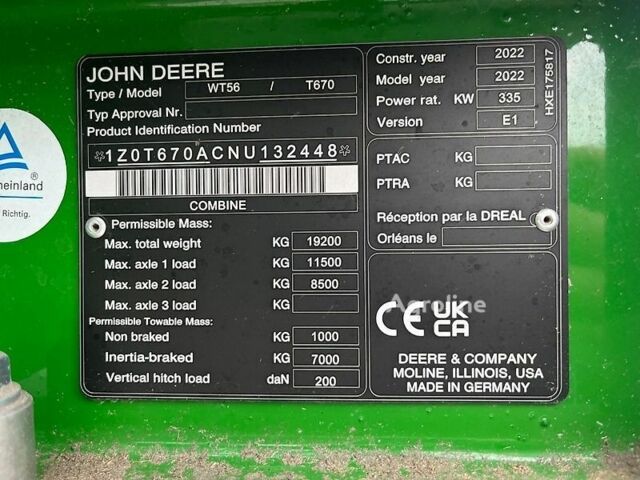 JOHN DEERE
Type / Model WT56 / T670
Typ Approval Nr.
Product Identification Number
*1Z0T670ACNU132448*
COMBINE
Permissible Mass:
Max. total weight KG 19200
Max. axle 1 load KG 11500
Max. axle 2 load KG 8500
Max. axle 3 load KG
Permissible Towable Mass:
Non braked KG 1000
Inertia-braked KG 7000
Vertical hitch load daN 200
Constr. year 2022
Model year 2022
Power rat. KW 335
Version E1
HXE175817
PTAC KG
PTRA KG
Réception par la DREAL
Orléans le
CE UK
CA
DEERE & COMPANY
MOLINE, ILLINOIS, USA
MADE IN GERMANY
Agroline
heinland
Richtig.